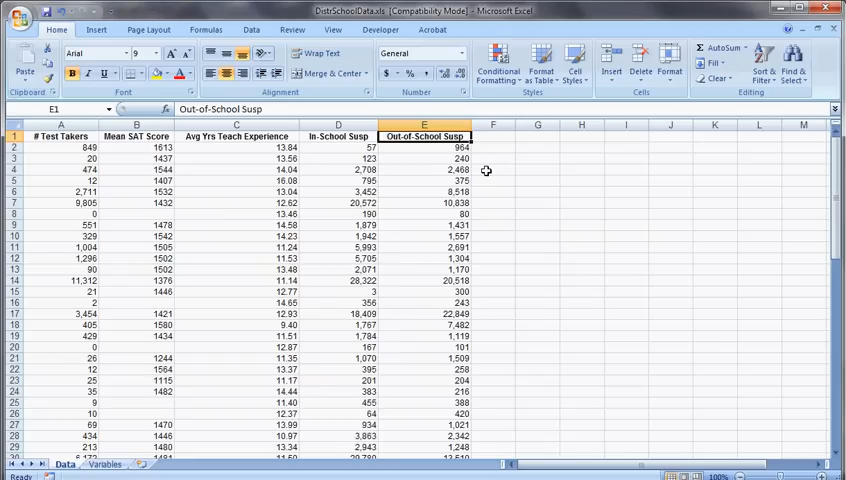 DistrSchoolData.xls [Compatibility Mode] - Microsoft Excel
Home Insert Page Layout Formulas Data Review View Developer Acrobat
Paste Arial 9 A A Wrap Text General Conditional Formatting Format as Table Cell Styles Insert Delete Format AutoSum Fill Clear Sort & Filter Find & Select
B I U Merge & Center $ % ,
Clipboard Font Alignment Number Styles Cells Editing
E1 fx Out-of-School Susp
A B C D E F G H I J K L M
1 # Test Takers Mean SAT Score Avg Yrs Teach Experience In-School Susp Out-of-School Susp
2 849 1613 13.84 57 964
3 20 1437 13.56 123 240
4 474 1544 14.04 2,708 2,468
5 12 1407 16.08 795 375
6 2,711 1532 13.04 3,452 8,518
7 9,805 1432 12.62 20,572 10,838
8 0 13.46 190 80
9 551 1478 14.58 1,879 1,431
10 329 1542 14.23 1,942 1,557
11 1,004 1505 11.24 5,993 2,691
12 1,296 1502 11.53 5,705 1,304
13 90 1502 13.48 2,071 1,170
14 11,312 1376 11.14 28,322 20,518
15 21 1446 12.77 3 300
16 2 14.65 356 243
17 3,454 1421 12.93 18,409 22,849
18 405 1580 9.40 1,767 7,482
19 429 1434 11.51 1,784 1,119
20 0 12.87 167 101
21 26 1244 11.35 1,070 1,509
22 12 1564 13.37 395 258
23 25 1115 11.17 201 204
24 35 1482 14.44 383 216
25 9 11.40 455 388
26 10 12.37 64 420
27 69 1470 13.99 934 1,021
28 434 1446 10.97 3,863 2,342
29 213 1480 13.34 2,943 1,248
Data Variables
Ready 100%